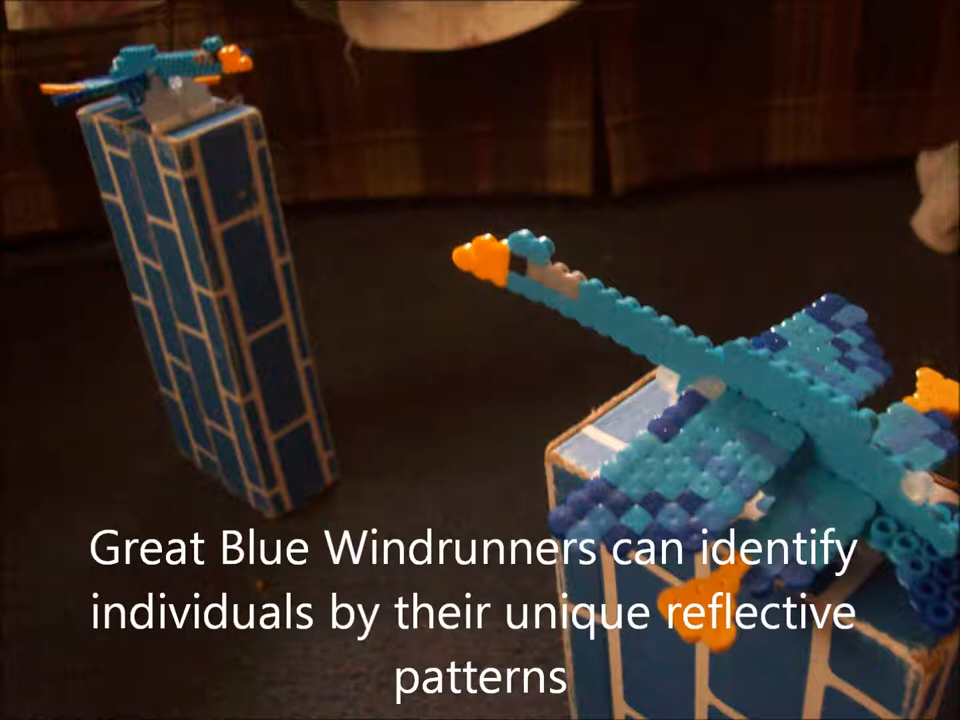 Great Blue Windrunners can identify
individuals by their unique reflective
patterns